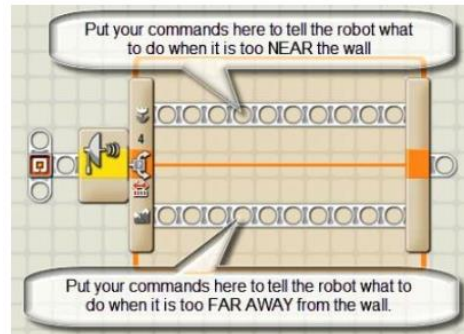 Put your commands here to tell the robot what
to do when it is too NEAR the wall
4
Put your commands here to tell the robot what to
do when it is too FAR AWAY from the wall.